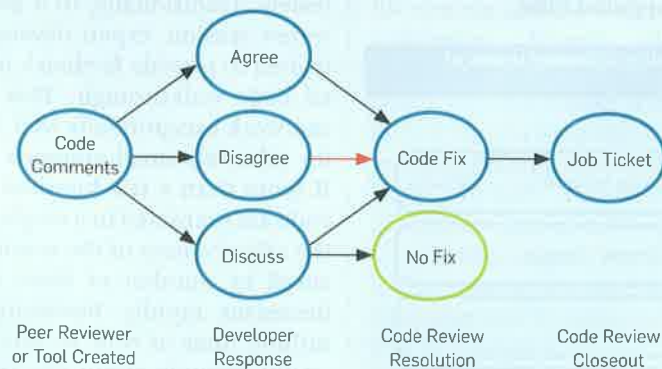 Agree
Code
Comments
Disagree
Code Fix
Job Ticket
Discuss
No Fix
Peer Reviewer
or Tool Created
Developer
Response
Code Review
Resolution
Code Review
Closeout